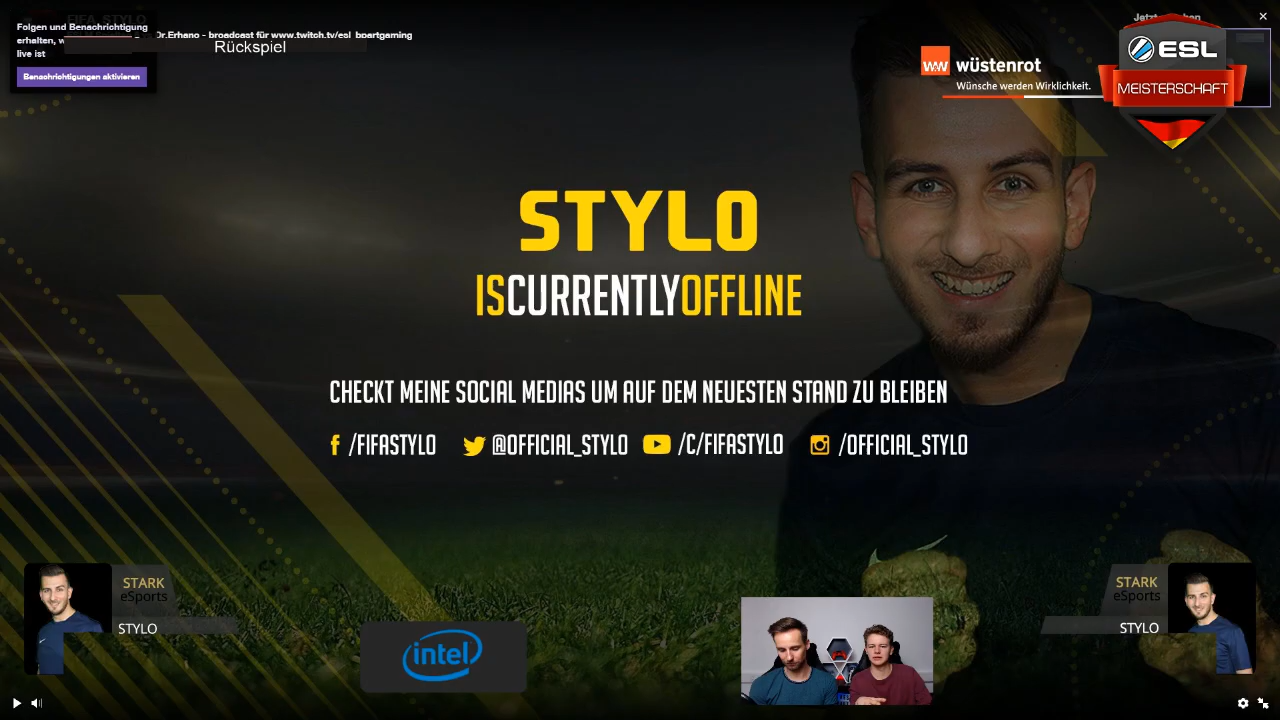 FIFA_STYLO
Folgen und Benachrichtigung
erhalten, w
live ist
Benachrichtigungen aktivieren
Dr.Erhano - broadcast für www.twitch.tv/esl_bpartgaming
Rückspiel
wüstenrot
Wünsche werden Wirklichkeit.
ESL
MEISTERSCHAFT
STYLO
ISCURRENTLYOFFLINE
CHECKT MEINE SOCIAL MEDIAS UM AUF DEM NEUESTEN STAND ZU BLEIBEN
/FIFASTYLO
@OFFICIAL_STYLO
/C/FIFASTYLO
/OFFICIAL_STYLO
STARK
eSports
STYLO
intel
STARK
eSports
STYLO